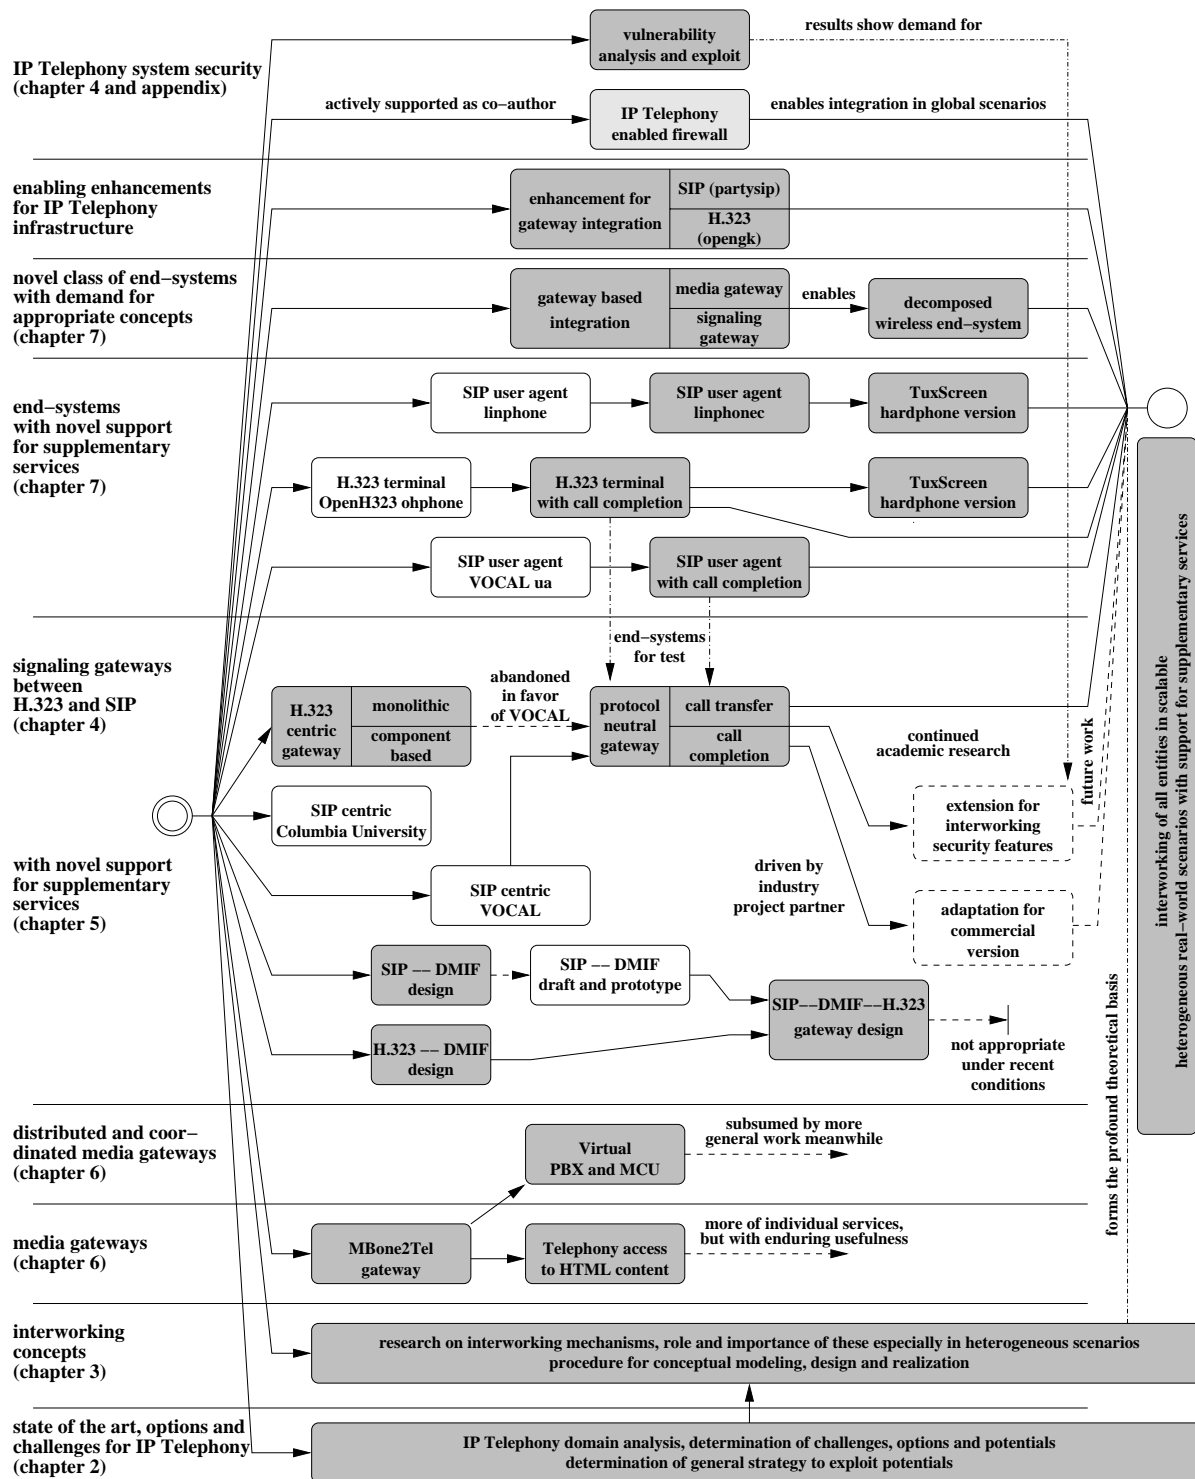 vulnerability
analysis and exploit
results show demand for
IP Telephony system security
(chapter 4 and appendix)
actively supported as co−author
IP Telephony
enabled firewall
enables integration in global scenarios
enabling enhancements
for IP Telephony
infrastructure
enhancement for
gateway integration
SIP (partysip)
H.323
(opengk)
novel class of end−systems
with demand for
appropriate concepts
(chapter 7)
gateway based
integration
media gateway
signaling
gateway
enables
decomposed
wireless end−system
end−systems
with novel support
for supplementary
services
(chapter 7)
SIP user agent
linphone
SIP user agent
linphonec
TuxScreen
hardphone version
H.323 terminal
OpenH323 ohphone
H.323 terminal
with call completion
TuxScreen
hardphone version
SIP user agent
VOCAL ua
SIP user agent
with call completion
end−systems
for test
signaling gateways
between
H.323 and SIP
(chapter 4)
H.323
centric
gateway
monolithic
component
based
abandoned
in favor
of VOCAL
protocol
neutral
gateway
call transfer
call
completion
continued
academic research
future work
SIP centric
Columbia University
extension for
interworking
security features
with novel support
for supplementary
services
(chapter 5)
SIP centric
VOCAL
driven by
industry
project partner
adaptation for
commercial
version
SIP −− DMIF
design
SIP −− DMIF
draft and prototype
SIP−−DMIF−−H.323
gateway design
H.323 −− DMIF
design
not appropriate
under recent
conditions
interworking of all entities in scalable
heterogeneous real−world scenarios with support for supplementary services
forms the profound theoretical basis
distributed and coor−
dinated media gateways
(chapter 6)
Virtual
PBX and MCU
subsumed by more
general work meanwhile
media gateways
(chapter 6)
MBone2Tel
gateway
Telephony access
to HTML content
more of individual services,
but with enduring usefulness
interworking
concepts
(chapter 3)
research on interworking mechanisms, role and importance of these especially in heterogeneous scenarios
procedure for conceptual modeling, design and realization
state of the art, options and
challenges for IP Telephony
(chapter 2)
IP Telephony domain analysis, determination of challenges, options and potentials
determination of general strategy to exploit potentials